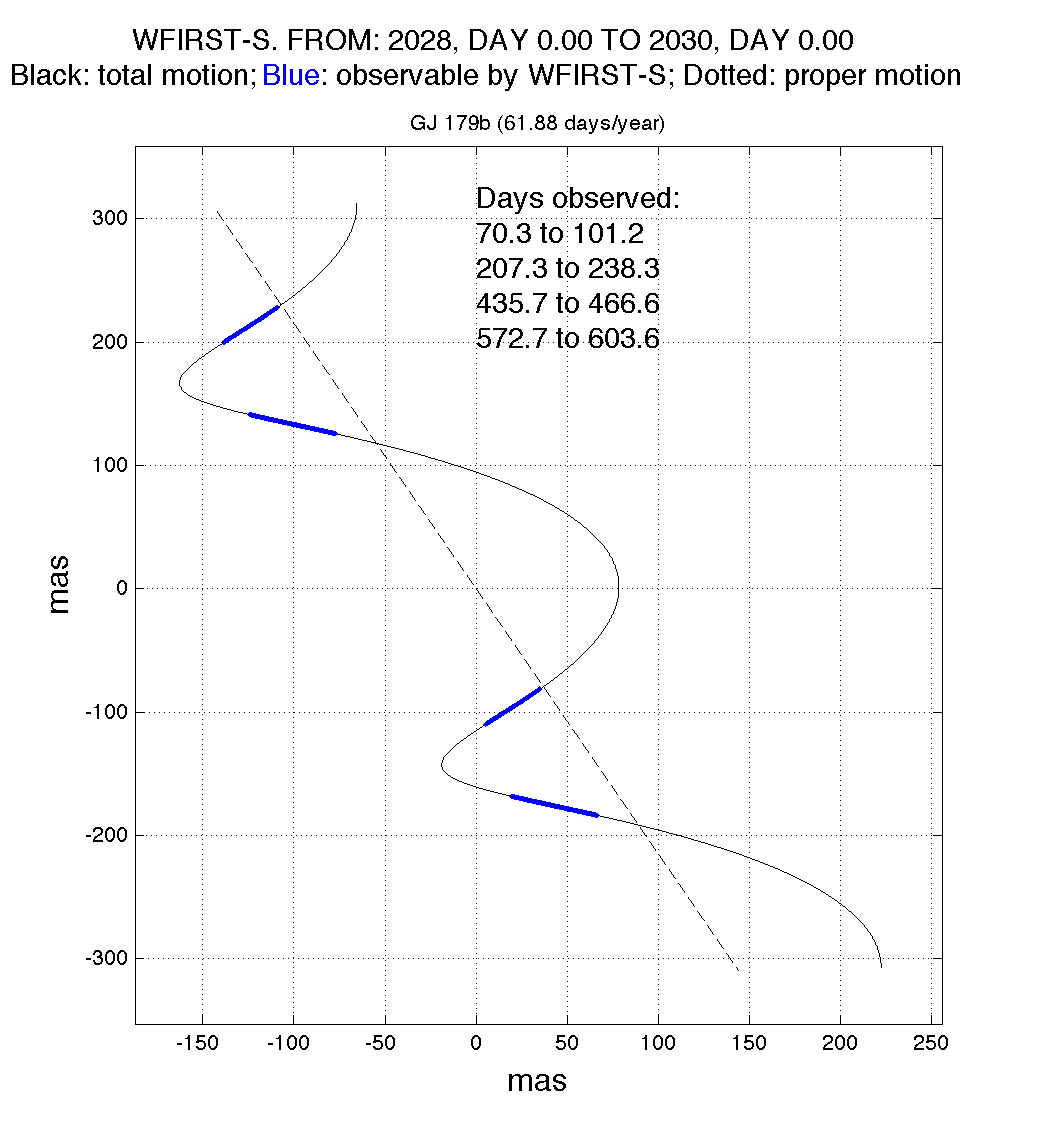 WFIRST-S. FROM: 2028, DAY 0.00 TO 2030, DAY 0.00
Black: total motion; Blue: observable by WFIRST-S; Dotted: proper motion
GJ 179b (61.88 days/year)
Days observed:
70.3 to 101.2
207.3 to 238.3
435.7 to 466.6
572.7 to 603.6
300
200
100
0
-100
-200
-300
mas
-150
-100
-50
0
50
100
150
200
250
mas